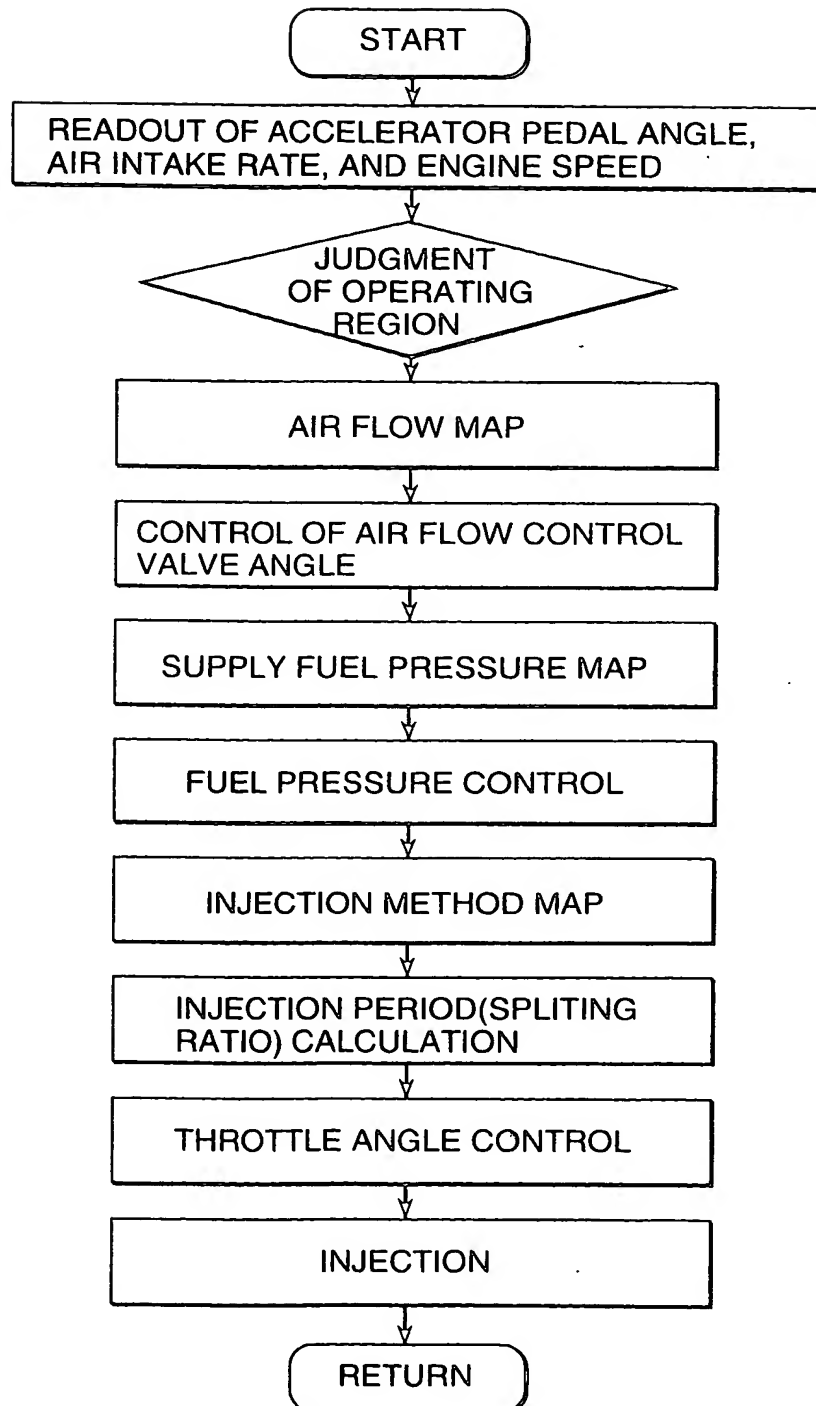 START
READOUT OF ACCELERATOR PEDAL ANGLE,
AIR INTAKE RATE, AND ENGINE SPEED
JUDGMENT
OF OPERATING
REGION
AIR FLOW MAP
CONTROL OF AIR FLOW CONTROL
VALVE ANGLE
SUPPLY FUEL PRESSURE MAP
FUEL PRESSURE CONTROL
INJECTION METHOD MAP
INJECTION PERIOD(SPLITING
RATIO) CALCULATION
THROTTLE ANGLE CONTROL
INJECTION
RETURN